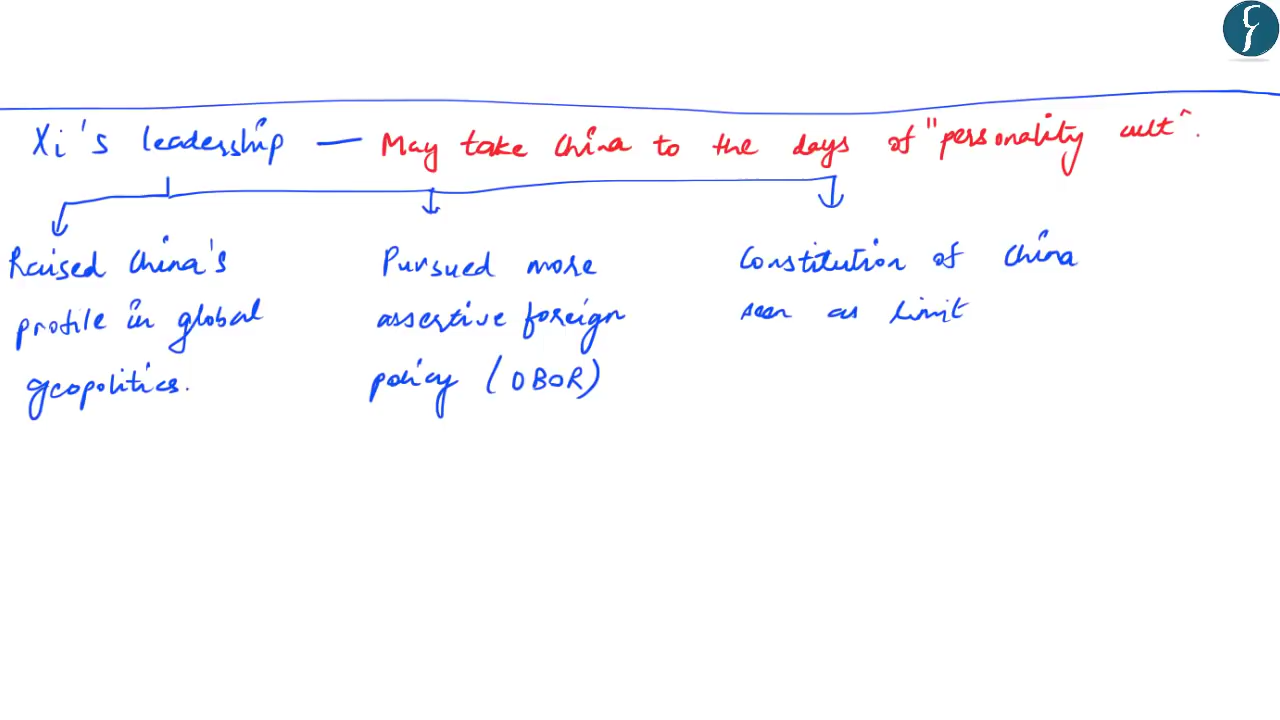 Xi's leadership — May take China to the days of "personality cult".
Raised China's
profile in global
geopolitics.
Pursued more
assertive foreign
policy (OBOR)
Constitution of China
seen as limit